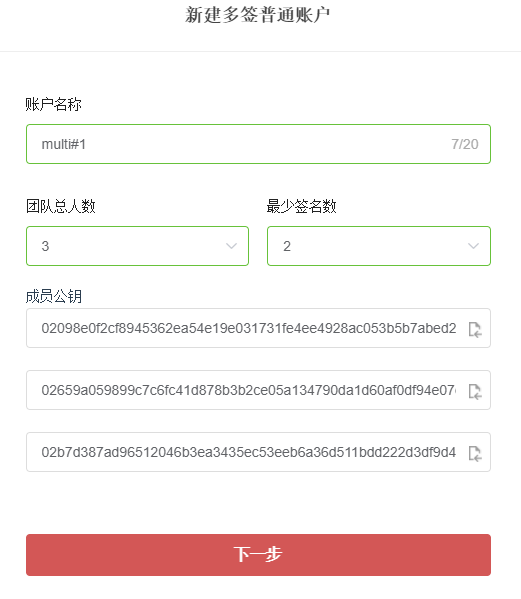 新建多签普通账户
账户名称
multi#1 7/20
团队总人数 最少签名数
3 2
成员公钥
02098e0f2cf8945362ea54e19e031731fe4ee4928ac053b5b7abed2
02659a059899c7c6fc41d878b3b2ce05a134790da1d60af0df94e07
02b7d387ad96512046b3ea3435ec53eeb6a36d511bdd222d3df9d4
下一步